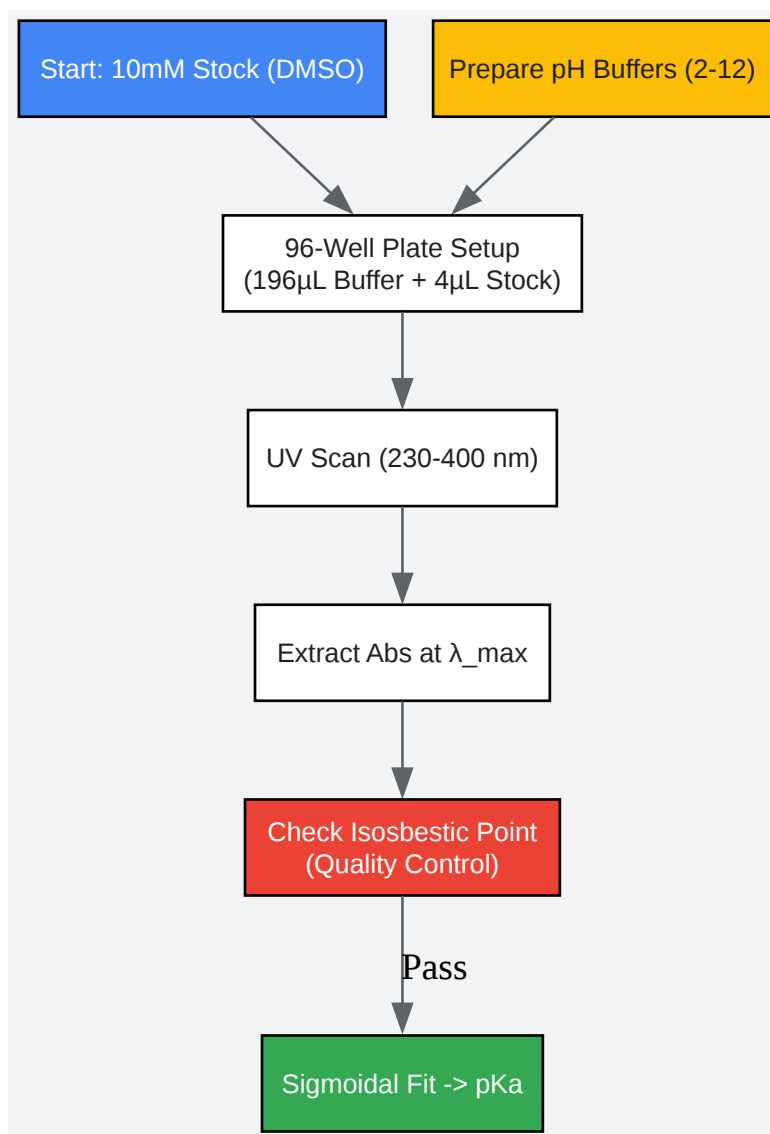 Start: 10mM Stock (DMSO)
Prepare pH Buffers (2-12)
96-Well Plate Setup
(196µL Buffer + 4µL Stock)
UV Scan (230-400 nm)
Extract Abs at λ_max
Check Isosbestic Point
(Quality Control)
Pass
Sigmoidal Fit -> pKa